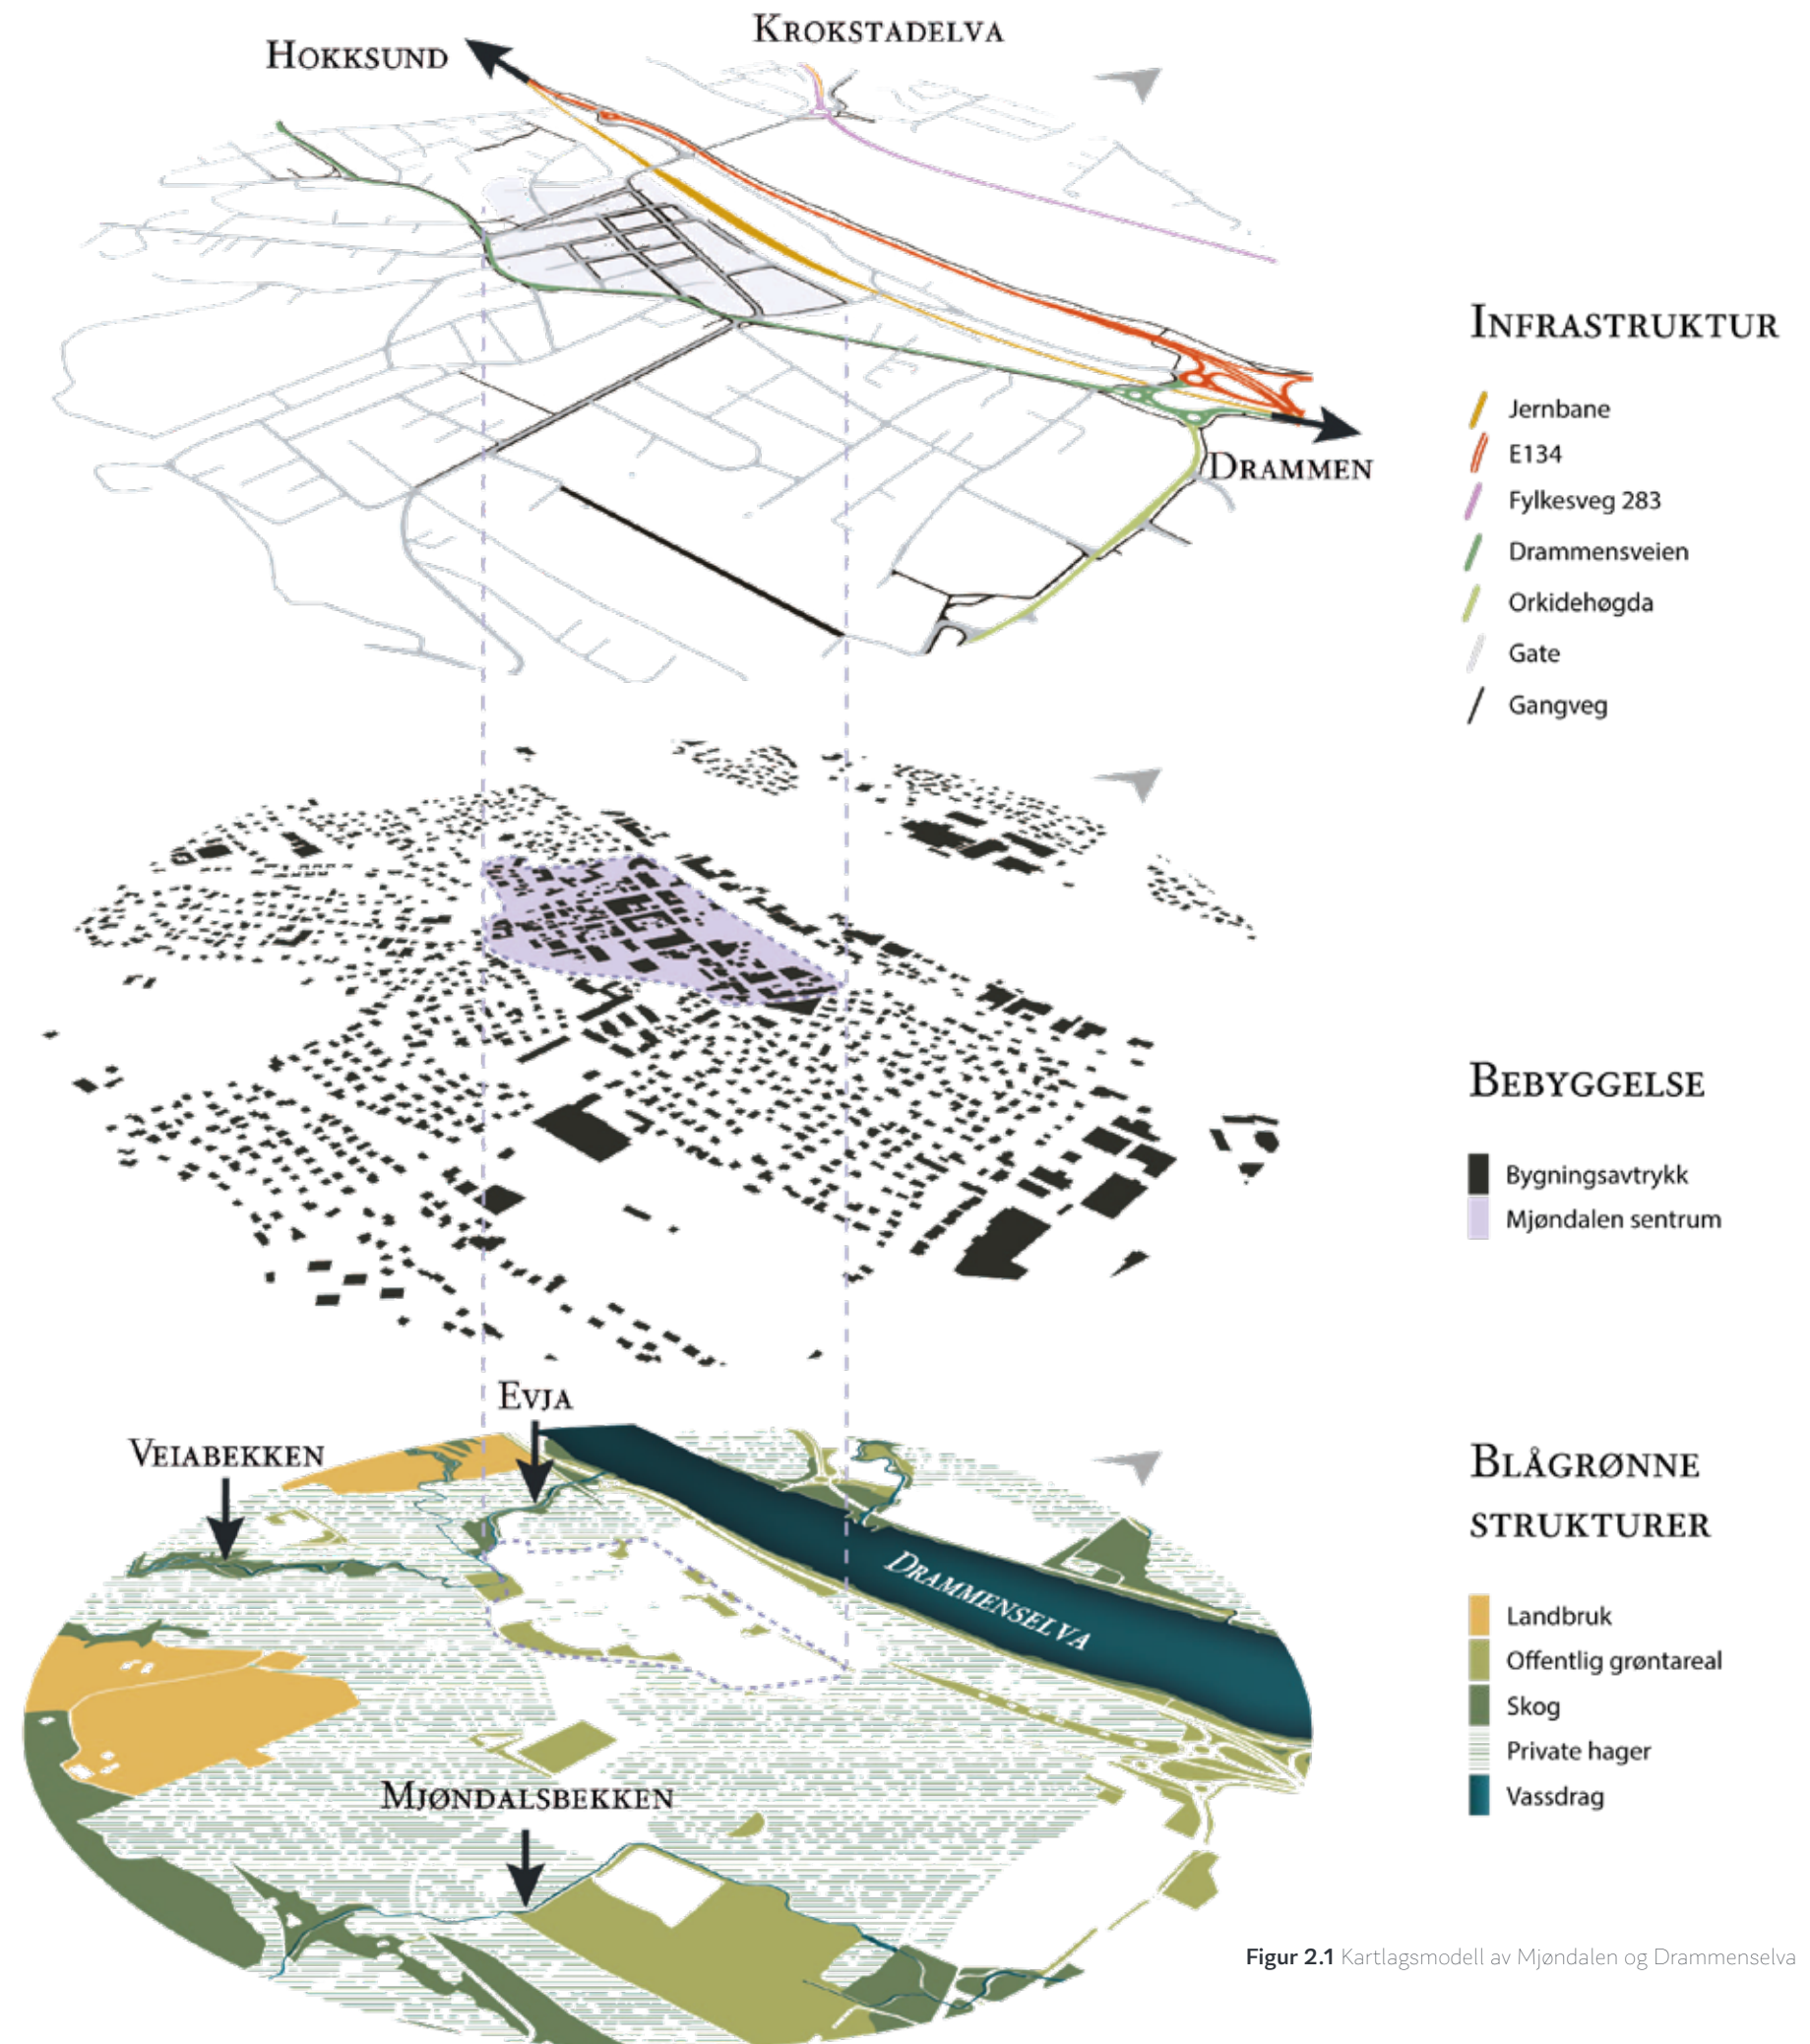 KROKSTADELVA
HOKKSUND
DRAMMEN
INFRASTRUKTUR
Jernbane
E134
Fylkesveg 283
Drammensveien
Orkidehøgda
Gate
Gangveg
BEBYGGELSE
Bygningsavtrykk
Mjøndalen sentrum
EVJA
VEIABEKKEN
DRAMMENSELVA
MJØNDALSBEKKEN
BLÅGRØNNE
STRUKTURER
Landbruk
Offentlig grøntareal
Skog
Private hager
Vassdrag
Figur 2.1 Kartlagsmodell av Mjøndalen og Drammenselva